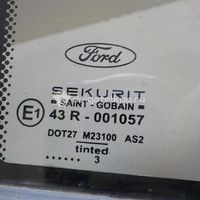 Ford
SEKURIT
SAINT - GOBAIN
E1 43 R - 001057
DOT27 M23100 AS2
tinted
3